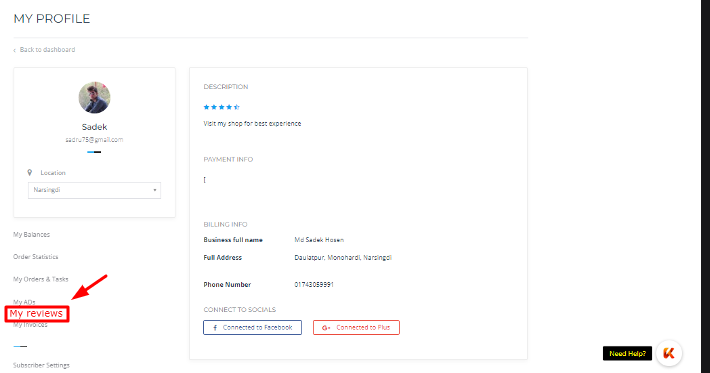 MY PROFILE
‹ Back to dashboard
Sadek
sadru75@gmail.com
Location
Narsingdi
My Balances
Order Statistics
My Orders & Tasks
My ADs
My reviews
My Invoices
Subscriber Settings
DESCRIPTION
Visit my shop for best experience
PAYMENT INFO
[
BILLING INFO
Business full name Md Sadek Hosen
Full Address Daulatpur, Monohardi, Narsingdi
Phone Number 01743059991
CONNECT TO SOCIALS
f Connected to Facebook G+ Connected to Plus
Need Help?